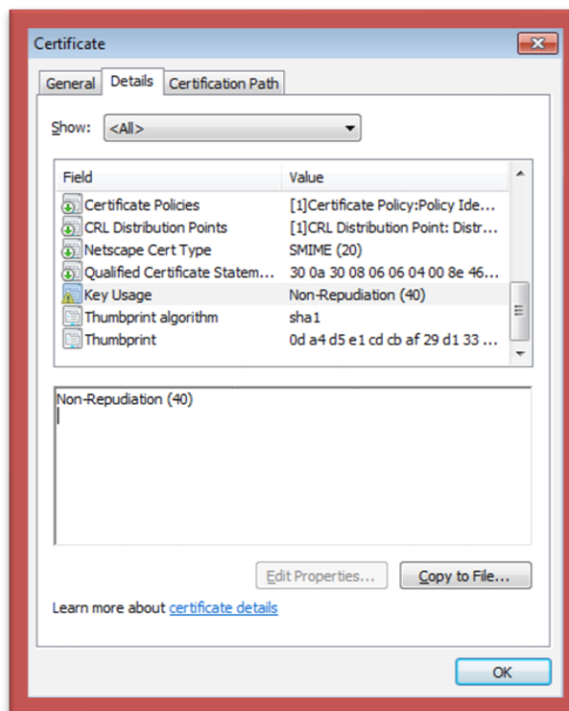 Certificate
General Details Certification Path
Show: <All>
Field Value
Certificate Policies [1]Certificate Policy:Policy Ide...
CRL Distribution Points [1]CRL Distribution Point: Distr...
Netscape Cert Type SMIME (20)
Qualified Certificate Statem... 30 0a 30 08 06 06 04 00 8e 46...
Key Usage Non-Repudiation (40)
Thumbprint algorithm sha1
Thumbprint 0d a4 d5 e1 cd cb af 29 d1 33 ...
Non-Repudiation (40)
Edit Properties... Copy to File...
Learn more about certificate details
OK